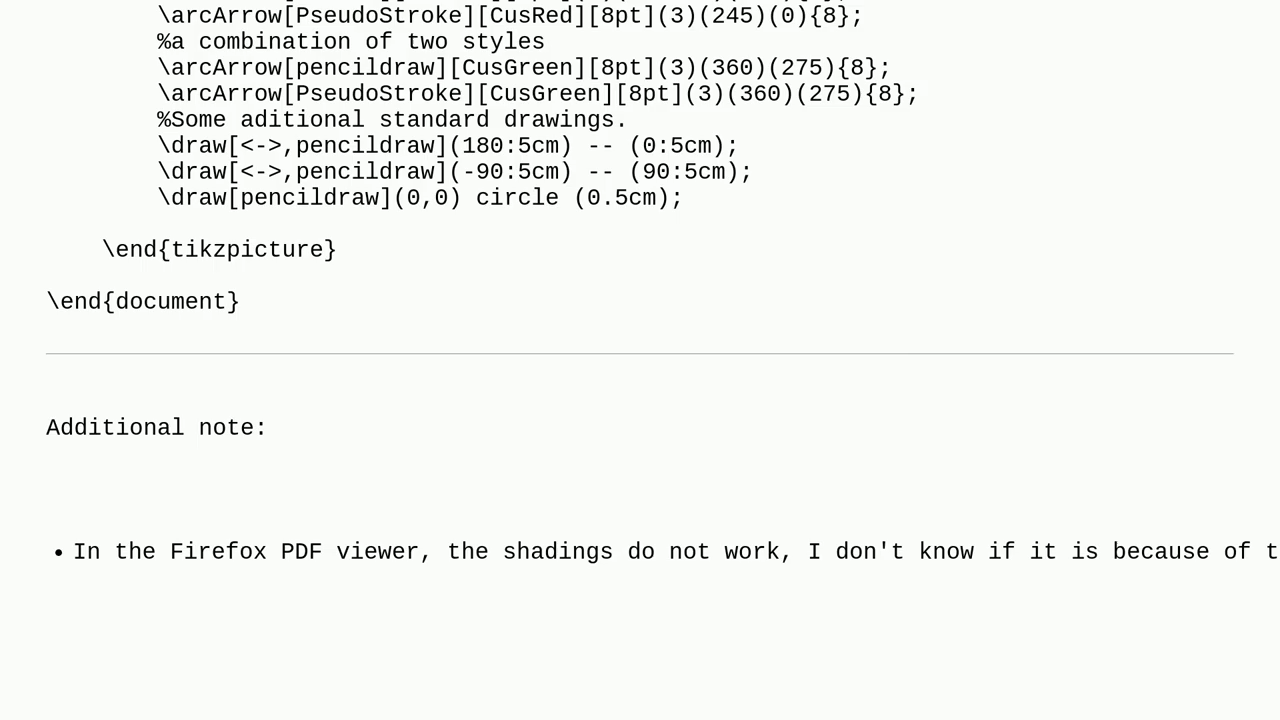 \arcArrow[PseudoStroke][CusRed][8pt](3)(245)(0){8};
%a combination of two styles
\arcArrow[pencildraw][CusGreen][8pt](3)(360)(275){8};
\arcArrow[PseudoStroke][CusGreen][8pt](3)(360)(275){8};
%Some aditional standard drawings.
\draw[<->,pencildraw](180:5cm) -- (0:5cm);
\draw[<->,pencildraw](-90:5cm) -- (90:5cm);
\draw[pencildraw](0,0) circle (0.5cm);
\end{tikzpicture}
\end{document}
Additional note:
• In the Firefox PDF viewer, the shadings do not work, I don't know if it is because of t